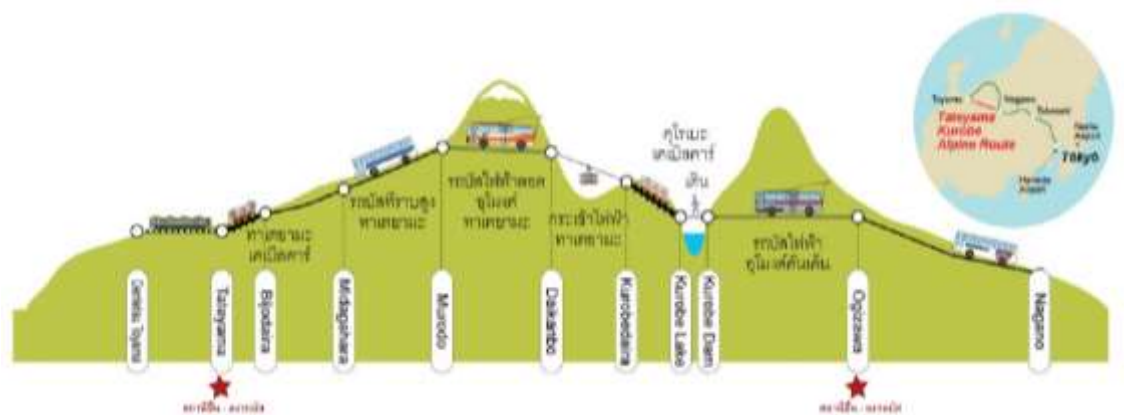 Toyama
Nagano
Tateyama
Kurobe
Alpine Route
Tōkyō
Airport
คุโรเบะ
เคเบิลคาร์
เดิน
รถบัสที่ราบสูง
ทาเตยามะ
รถบัสไฟฟ้าลอด
อุโมงค์
ทาเตยามะ
กระเช้าไฟฟ้า
ทาเตยามะ
ทาเตยามะ
เคเบิลคาร์
รถบัสไฟฟ้า
อุโมงค์คันเด็น
Dentetsu Toyama
Tateyama
Bijodaira
Midagahara
Murodo
Daikanbo
Kurobedaira
Kurobe Lake
Kurobe Dam
Ogizawa
Nagano